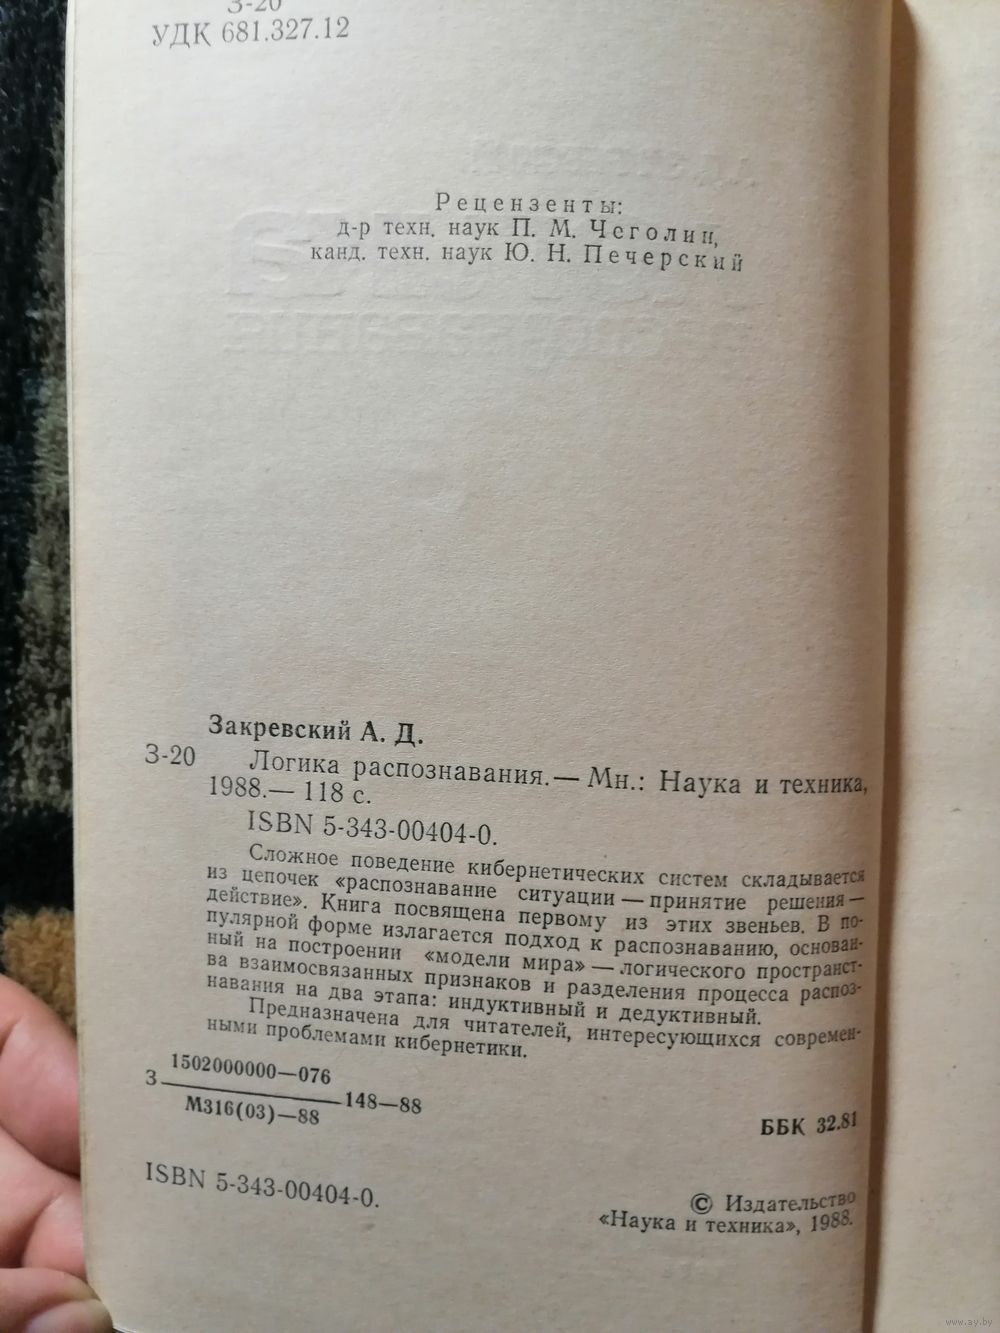 З-20
УДК 681.327.12
Рецензенты:
д-р техн. наук П. М. Чеголин,
канд. техн. наук Ю. Н. Печерский
Закревский А. Д.
З-20 Логика распознавания.— Мн.: Наука и техника,
1988.— 118 с.
ISBN 5-343-00404-0.
Сложное поведение кибернетических систем складывается
из цепочек «распознавание ситуации — принятие решения —
действие». Книга посвящена первому из этих звеньев. В по-
пулярной форме излагается подход к распознаванию, основан-
ный на построении «модели мира» — логического пространст-
ва взаимосвязанных признаков и разделения процесса распоз-
навания на два этапа: индуктивный и дедуктивный.
Предназначена для читателей, интересующихся современ-
ными проблемами кибернетики.
1502000000—076
З 148—88
М316(03)—88
ББК 32.81
ISBN 5-343-00404-0.
© Издательство
«Наука и техника», 1988.
www.ay.by